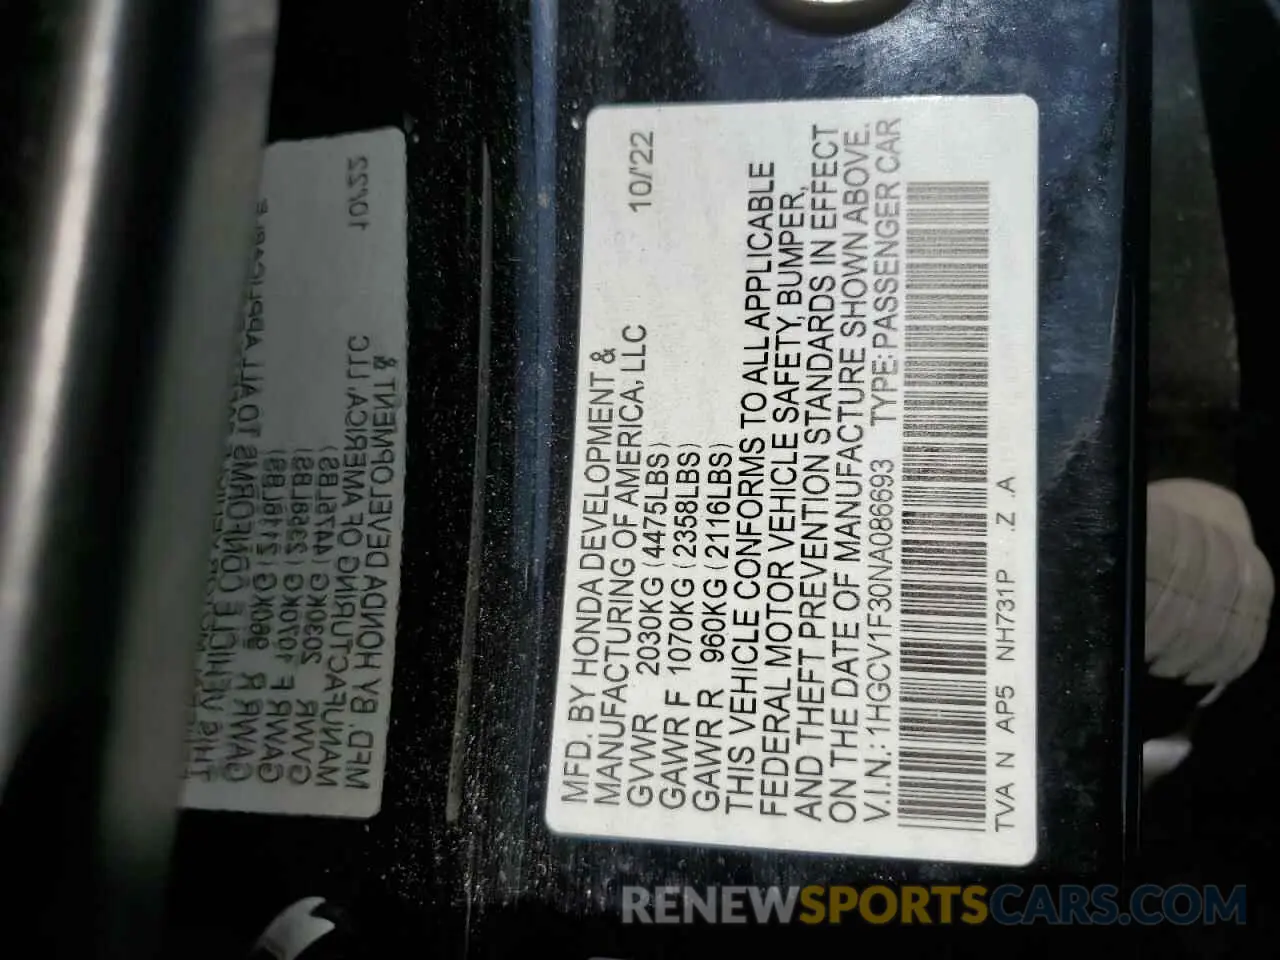 MFD. BY HONDA DEVELOPMENT &
MANUFACTURING OF AMERICA, LLC 10/'22
GVWR 2030KG (4475LBS)
GAWR F 1070KG (2358LBS)
GAWR R 960KG (2116LBS)
THIS VEHICLE CONFORMS TO ALL APPLICABLE
FEDERAL MOTOR VEHICLE SAFETY, BUMPER,
AND THEFT PREVENTION STANDARDS IN EFFECT
ON THE DATE OF MANUFACTURE SHOWN ABOVE.
V.I.N.: 1HGCV1F30NA086693 TYPE: PASSENGER CAR
TVA N AP5 NH731P .Z .A
RENEWSPORTSCARS.COM